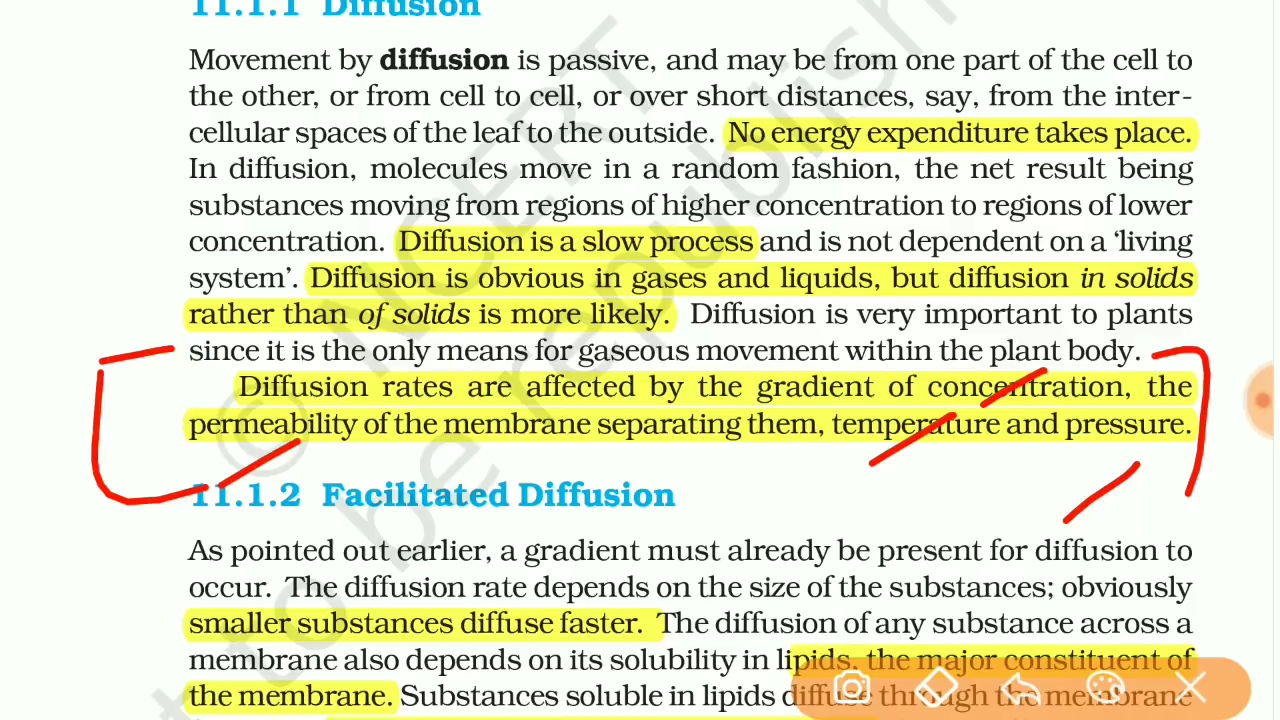 11.1.1 Diffusion
Movement by diffusion is passive, and may be from one part of the cell to
the other, or from cell to cell, or over short distances, say, from the inter-
cellular spaces of the leaf to the outside. No energy expenditure takes place.
In diffusion, molecules move in a random fashion, the net result being
substances moving from regions of higher concentration to regions of lower
concentration. Diffusion is a slow process and is not dependent on a ‘living
system’. Diffusion is obvious in gases and liquids, but diffusion in solids
rather than of solids is more likely. Diffusion is very important to plants
since it is the only means for gaseous movement within the plant body.
Diffusion rates are affected by the gradient of concentration, the
permeability of the membrane separating them, temperature and pressure.
11.1.2 Facilitated Diffusion
As pointed out earlier, a gradient must already be present for diffusion to
occur. The diffusion rate depends on the size of the substances; obviously
smaller substances diffuse faster. The diffusion of any substance across a
membrane also depends on its solubility in lipids, the major constituent of
the membrane. Substances soluble in lipids diffuse through the membrane
© NCERT
not to be republished